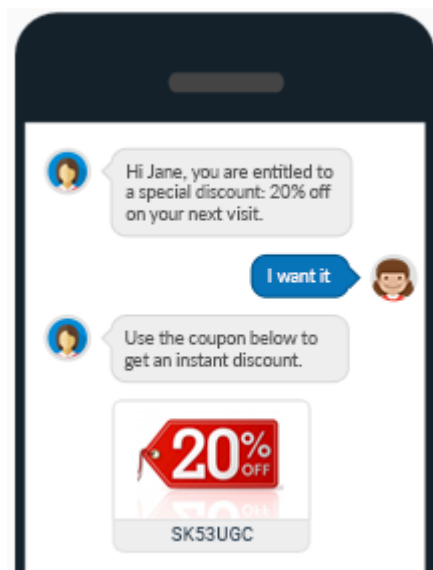 Hi Jane, you are entitled to
a special discount: 20% off
on your next visit.
I want it
Use the coupon below to
get an instant discount.
20% OFF
SK53UGC